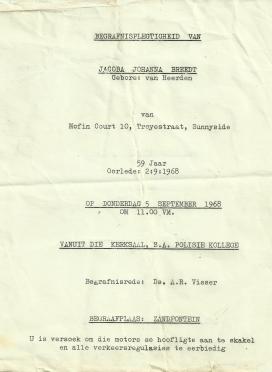 BEGRAFNISPLEGTIGHEID VAN
JACOBA JOHANNA BREEDT
Gebore: van Heerden
van
Mofin Court 10, Troyestraat, Sunnyside
59 Jaar
Oorlede: 2:9:1968
OP DONDERDAG 5 SEPTEMBER 1968
OM 11.00 VM.
VANUIT DIE KERKSAAL, S.A. POLISIE KOLLEGE
Begrafnisrede: Ds. A.R. Visser
BEGRAAFPLAAS: ZANDFONTEIN
U is versoek om die motors se hoofligte aan te skakel
en alle verkeersregulasies te eerbiedig